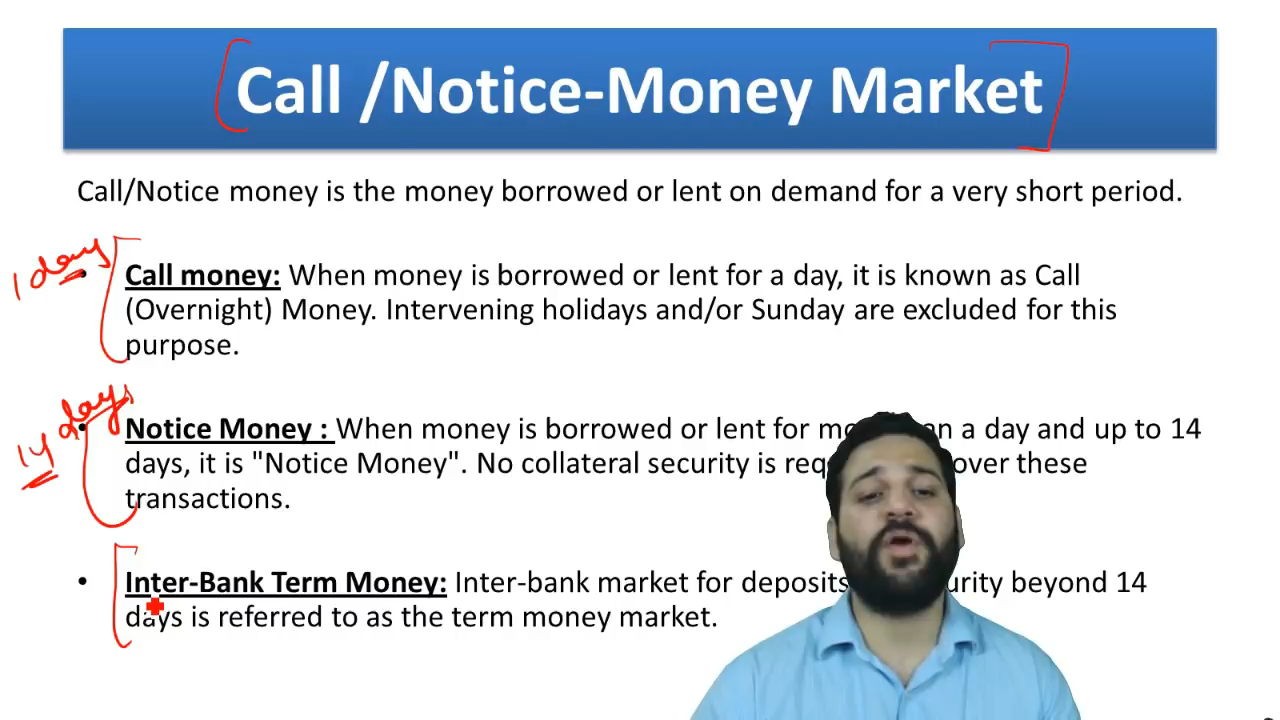 Call /Notice-Money Market
Call/Notice money is the money borrowed or lent on demand for a very short period.
1 days
• Call money: When money is borrowed or lent for a day, it is known as Call
(Overnight) Money. Intervening holidays and/or Sunday are excluded for this
purpose.
14 days
• Notice Money : When money is borrowed or lent for a day and up to 14
days, it is "Notice Money". No collateral security is these
transactions.
• Inter-Bank Term Money: Inter-bank market for deposits beyond 14
days is referred to as the term money market.